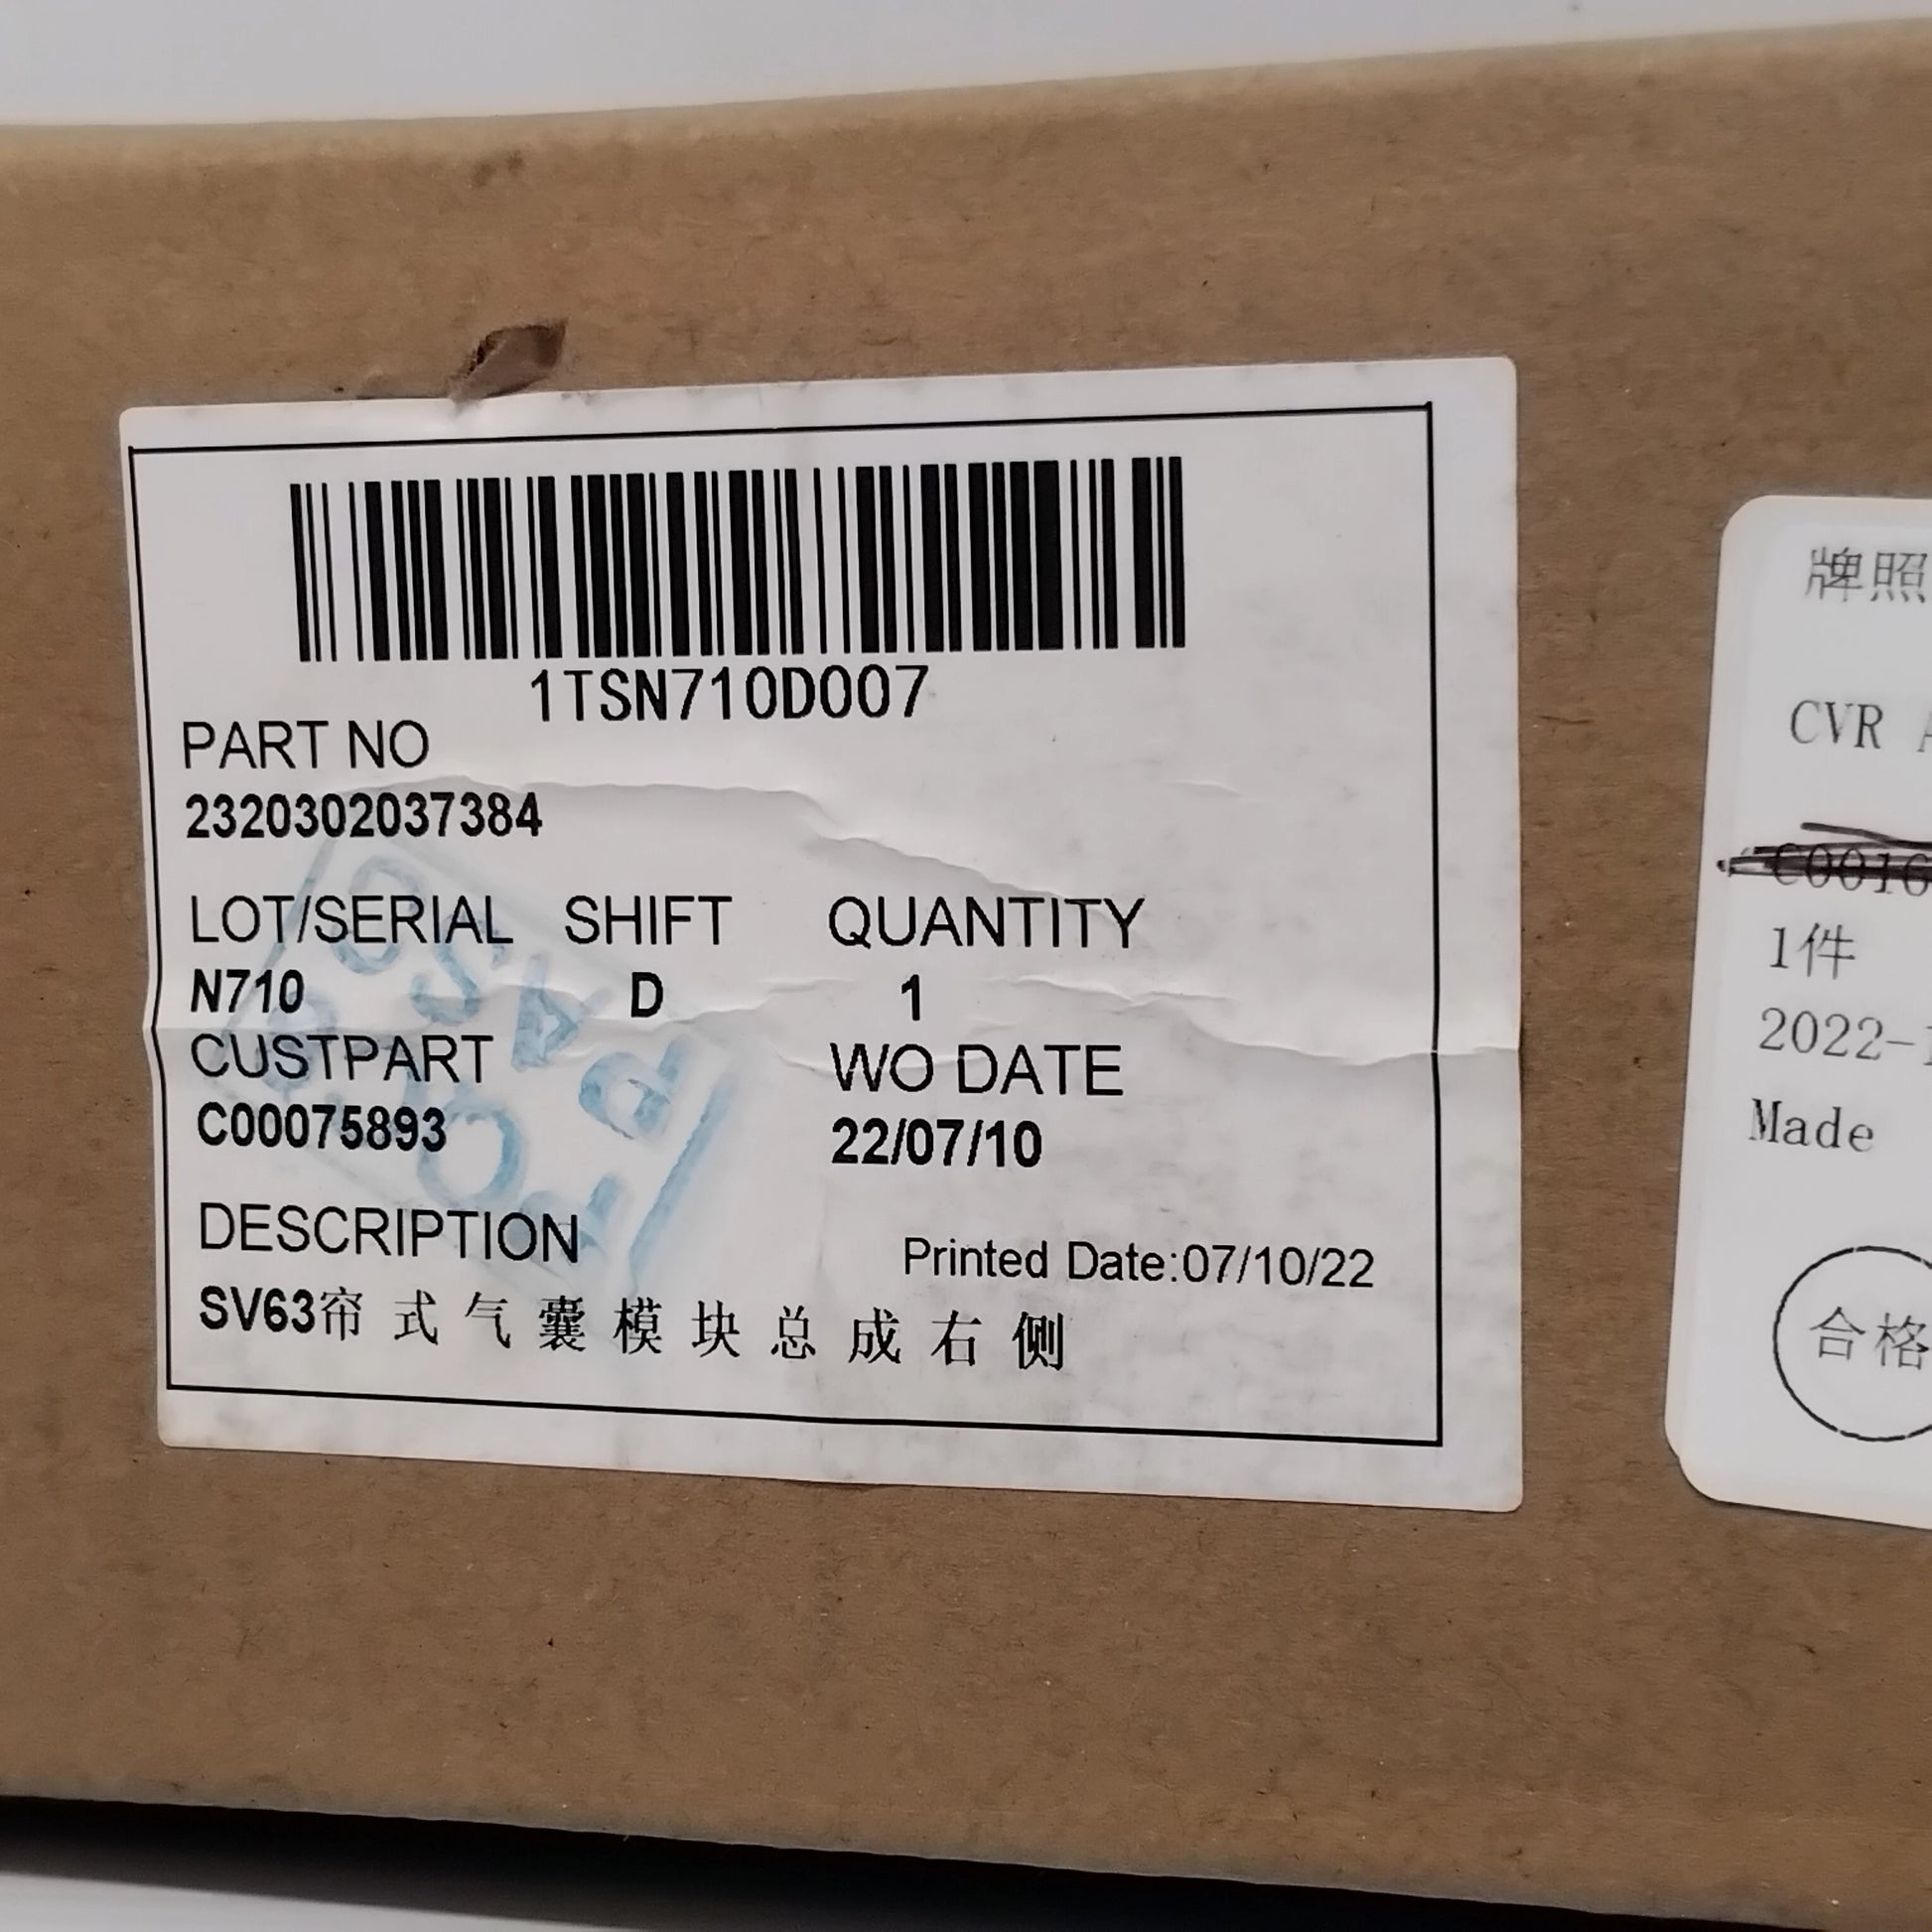 1TSN710D007
PART NO
2320302037384
LOT/SERIAL SHIFT QUANTITY
N710 D 1
CUSTPART WO DATE
C00075893 22/07/10
DESCRIPTION
Printed Date:07/10/22
SV63帘式气囊模块总成右侧
牌照
CVR
C0016
1件
2022-
Made
合格